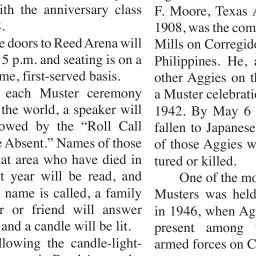 ith the anniversary class
e doors to Reed Arena will
5 p.m. and seating is on a
me, first-served basis.
each Muster ceremony
the world, a speaker will
owed by the “Roll Call
e Absent.” Names of those
at area who have died in
t year will be read, and
name is called, a family
r or friend will answer
and a candle will be lit.
llowing the candle-light-
F. Moore, Texas A
1908, was the com
Mills on Corregido
Philippines. He, a
other Aggies on th
a Muster celebratio
1942. By May 6
fallen to Japanese
of those Aggies w
tured or killed.
One of the mo
Musters was held
in 1946, when Ag
present among
armed forces on C